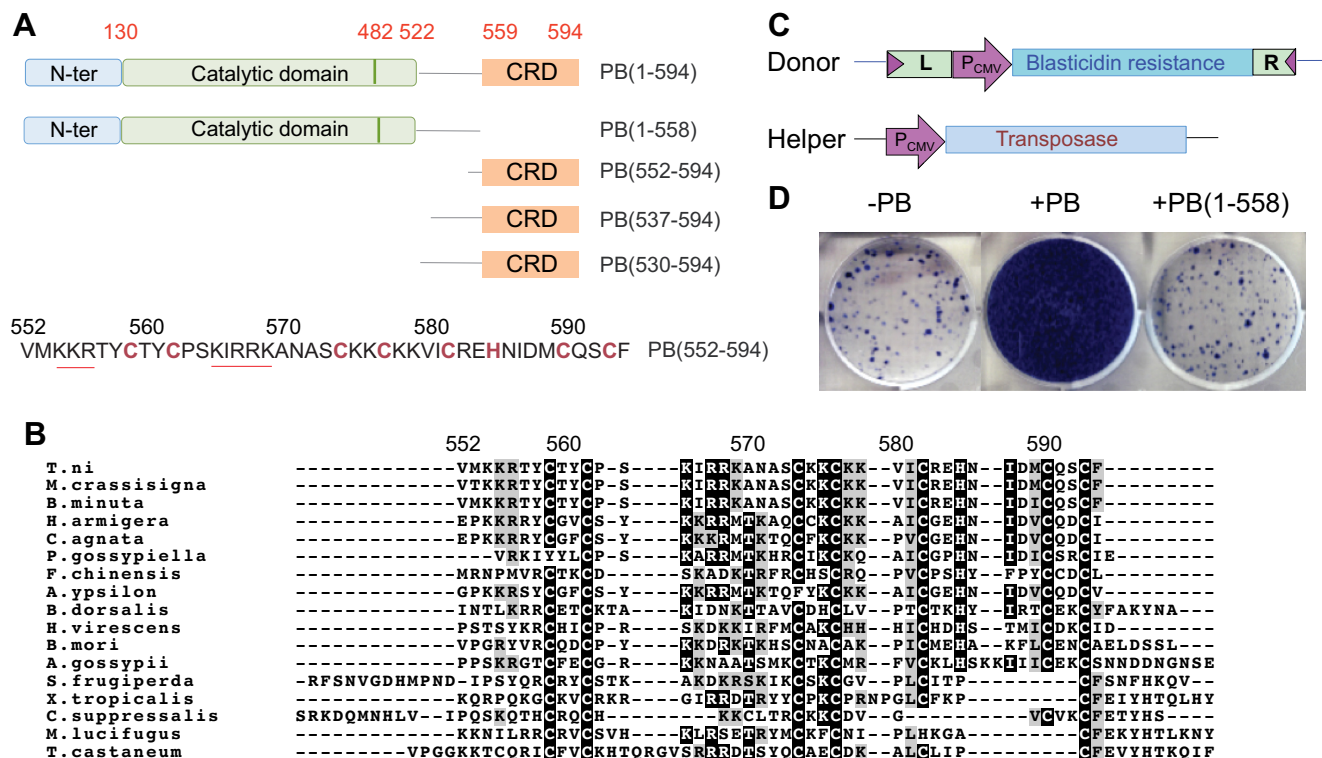 A
130 482 522 559 594
N-ter Catalytic domain CRD PB(1-594)
N-ter Catalytic domain PB(1-558)
CRD PB(552-594)
CRD PB(537-594)
CRD PB(530-594)
552 560 570 580 590
VMKKRTYCTYCPSKIRRKANASCKKCKKVICREHNIDMCQSCF PB(552-594)
C
Donor L PCMV Blasticidin resistance R
Helper PCMV Transposase
D
-PB +PB +PB(1-558)
B
552 560 570 580 590
T.ni -------------VMKKRTYCTYCP-S----KIRRKANASCKKCKK--VICREHN--IDMCQSCF--------
M.crassisigna -------------VTKKRTYCTYCP-S----KIRRKANASCKKCKK--VICREHN--IDMCQSCF--------
B.minuta -------------VMKKRTYCTYCP-S----KIRRKANASCKKCKK--VICREHN--IDICQSCF--------
H.armigera -------------EPKKRRYCGVCS-Y----KKRRMTKAQCCKCKK--AICGEHN--IDVCQDCI--------
C.agnata -------------EPKKRRYCGFCS-Y----KKKRMTKTQCFKCKK--AICGEHN--IDVCQDCI--------
P.gossypiella ----------------VRKIYYLCP-S----KARRMTKHRCIKCKQ--AICGPHN--IDICSRCIE-------
F.chinensis -------------MRNPMVRCTKCD------SKADKTRFRCHSCRQ--PVCPSHY--FPYCCDCL--------
A.ypsilon -------------GPKKRSYCGFCS-Y----KKRRMTKTQFYKCKK--AICGEHN--IDVCQDCV--------
B.dorsalis -------------INTLKRRCETCKTA----KIDNKTTAVCDHCLV--PTCTKHY--IRTCEKCYFAKYNA--
H.virescens -------------PSTSYKRCHICP-R----SKDKKIRFMCAKCHH--HICHDHS--TMICDKCID-------
B.mori -------------VPGRYVRCQDCP-Y----KKDRKTKHSCNACAK--PICMEHA--KFLCENCAELDSSL--
A.gossypii -------------PPSKRGTCFECG-R----KKNAATSMKCTKCMR--FVCKLHSKKIIICEKCSNNDDNGNSE
S.frugiperda -RFSNVGDHMPND-IPSYQRCRYCSTK----AKDKRSKIKCSKCGV--PLCITP---------CFSNFHKQV--
X.tropicalis -------------KQRPQKGCKVCRKR----GIRRDTRYYCPKCPRNPGLCFKP---------CFEIYHTQLHY
C.suppressalis SRKDQMNHLV--IPQSKQTHCRQCH--------KKCLTRCKKCDV--G--------VCVKCFETYHS----
M.lucifugus -------------KKNILRRCRVCSVH----KLRSETRYMCKFCNI--PLHKGA---------CFEKYHTLKNY
T.castaneum ---------VPGGKKTCQRICFVCKHTQRGVSRRRDTSYQCAECDK--ALCLIP---------CFEVYHTKQIF